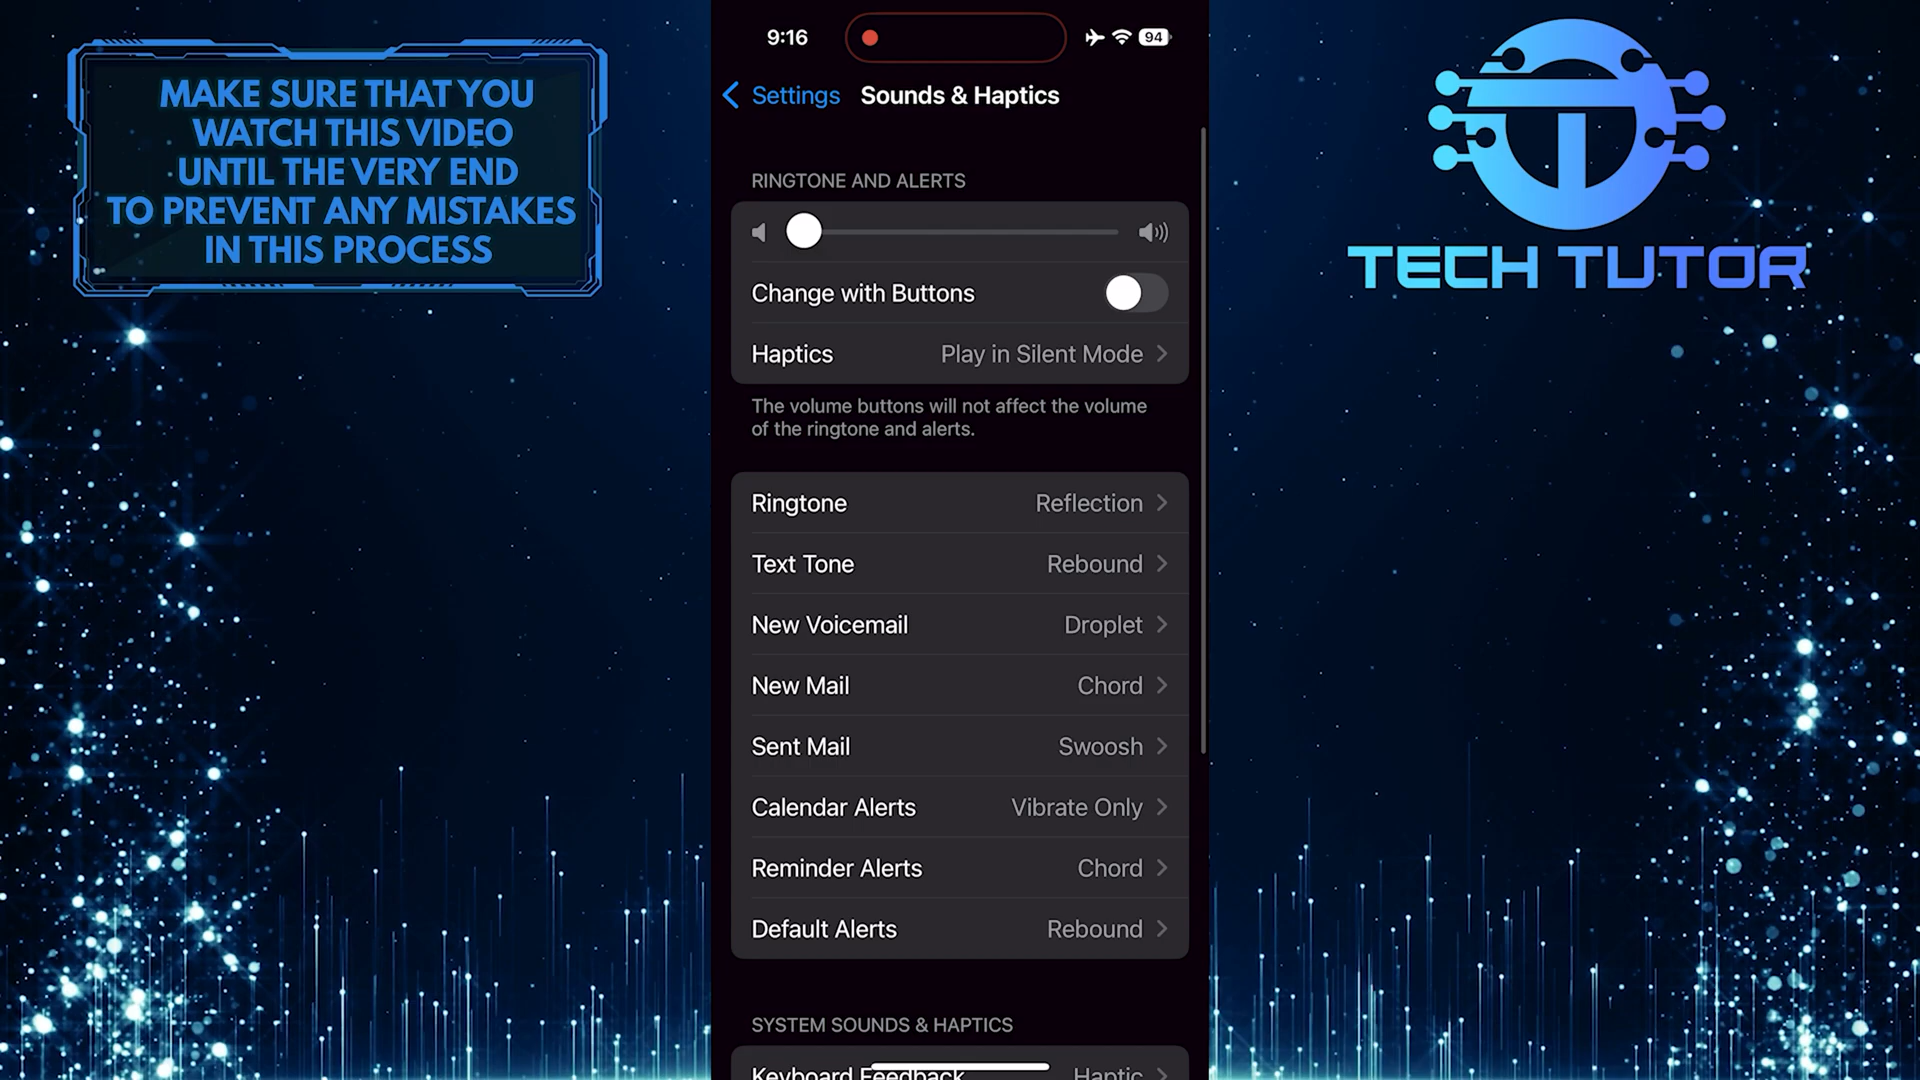 MAKE SURE THAT YOU
WATCH THIS VIDEO
UNTIL THE VERY END
TO PREVENT ANY MISTAKES
IN THIS PROCESS
9:16
94
Settings
Sounds & Haptics
RINGTONE AND ALERTS
Change with Buttons
Haptics Play in Silent Mode
The volume buttons will not affect the volume
of the ringtone and alerts.
Ringtone Reflection
Text Tone Rebound
New Voicemail Droplet
New Mail Chord
Sent Mail Swoosh
Calendar Alerts Vibrate Only
Reminder Alerts Chord
Default Alerts Rebound
SYSTEM SOUNDS & HAPTICS
Keyboard Feedback Haptic
TECH TUTOR